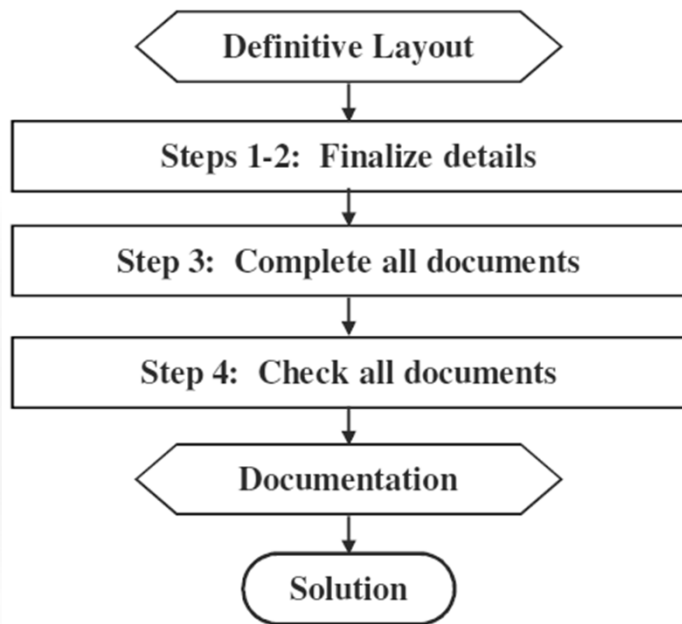 Definitive Layout
Steps 1-2: Finalize details
Step 3: Complete all documents
Step 4: Check all documents
Documentation
Solution